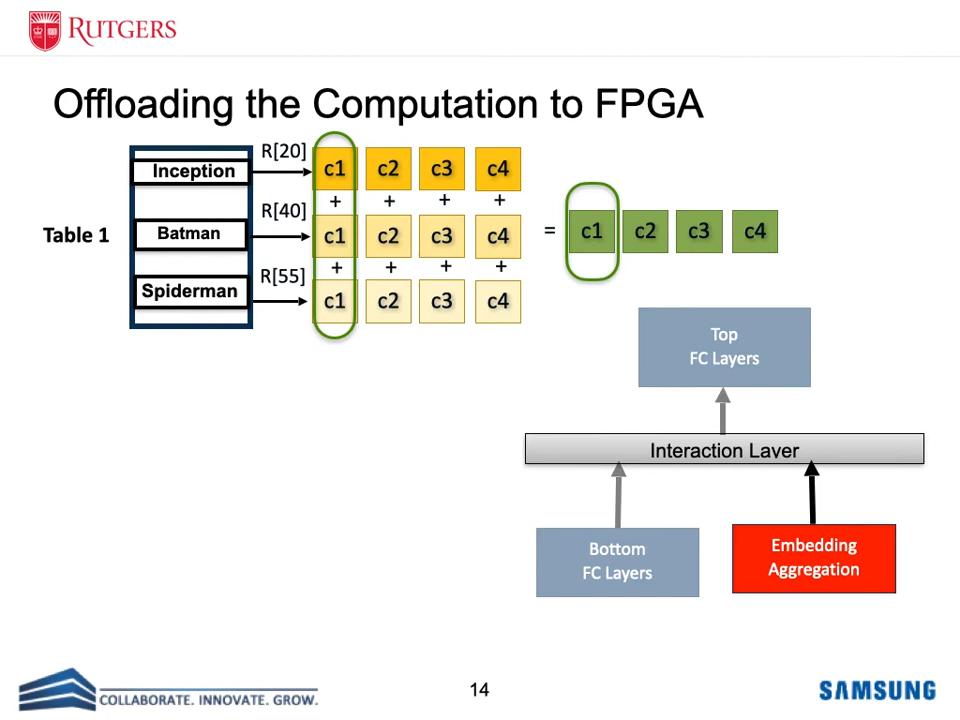 RUTGERS
Offloading the Computation to FPGA
Table 1
Inception
R[20]
c1 c2 c3 c4
+ + + +
Batman
R[40]
c1 c2 c3 c4
+ + + +
Spiderman
R[55]
c1 c2 c3 c4
= c1 c2 c3 c4
Top
FC Layers
Interaction Layer
Bottom
FC Layers
Embedding
Aggregation
COLLABORATE. INNOVATE. GROW.
14
SAMSUNG